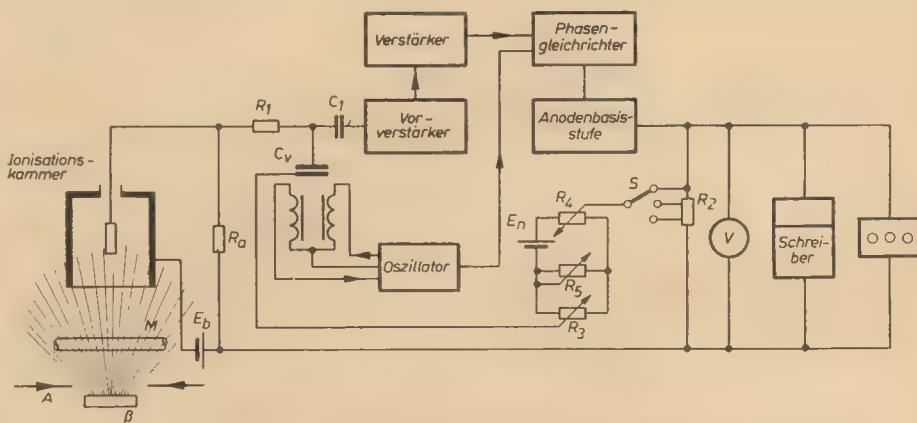 Verstärker
Phasen-
gleichrichter
R1
C1
Vor-
verstärker
Anodenbasis-
stufe
Ionisations-
kammer
Cv
Ra
S
R4
R2
En
V
Schrei-
ber
Oszillator
R5
R3
M
Eb
A
β